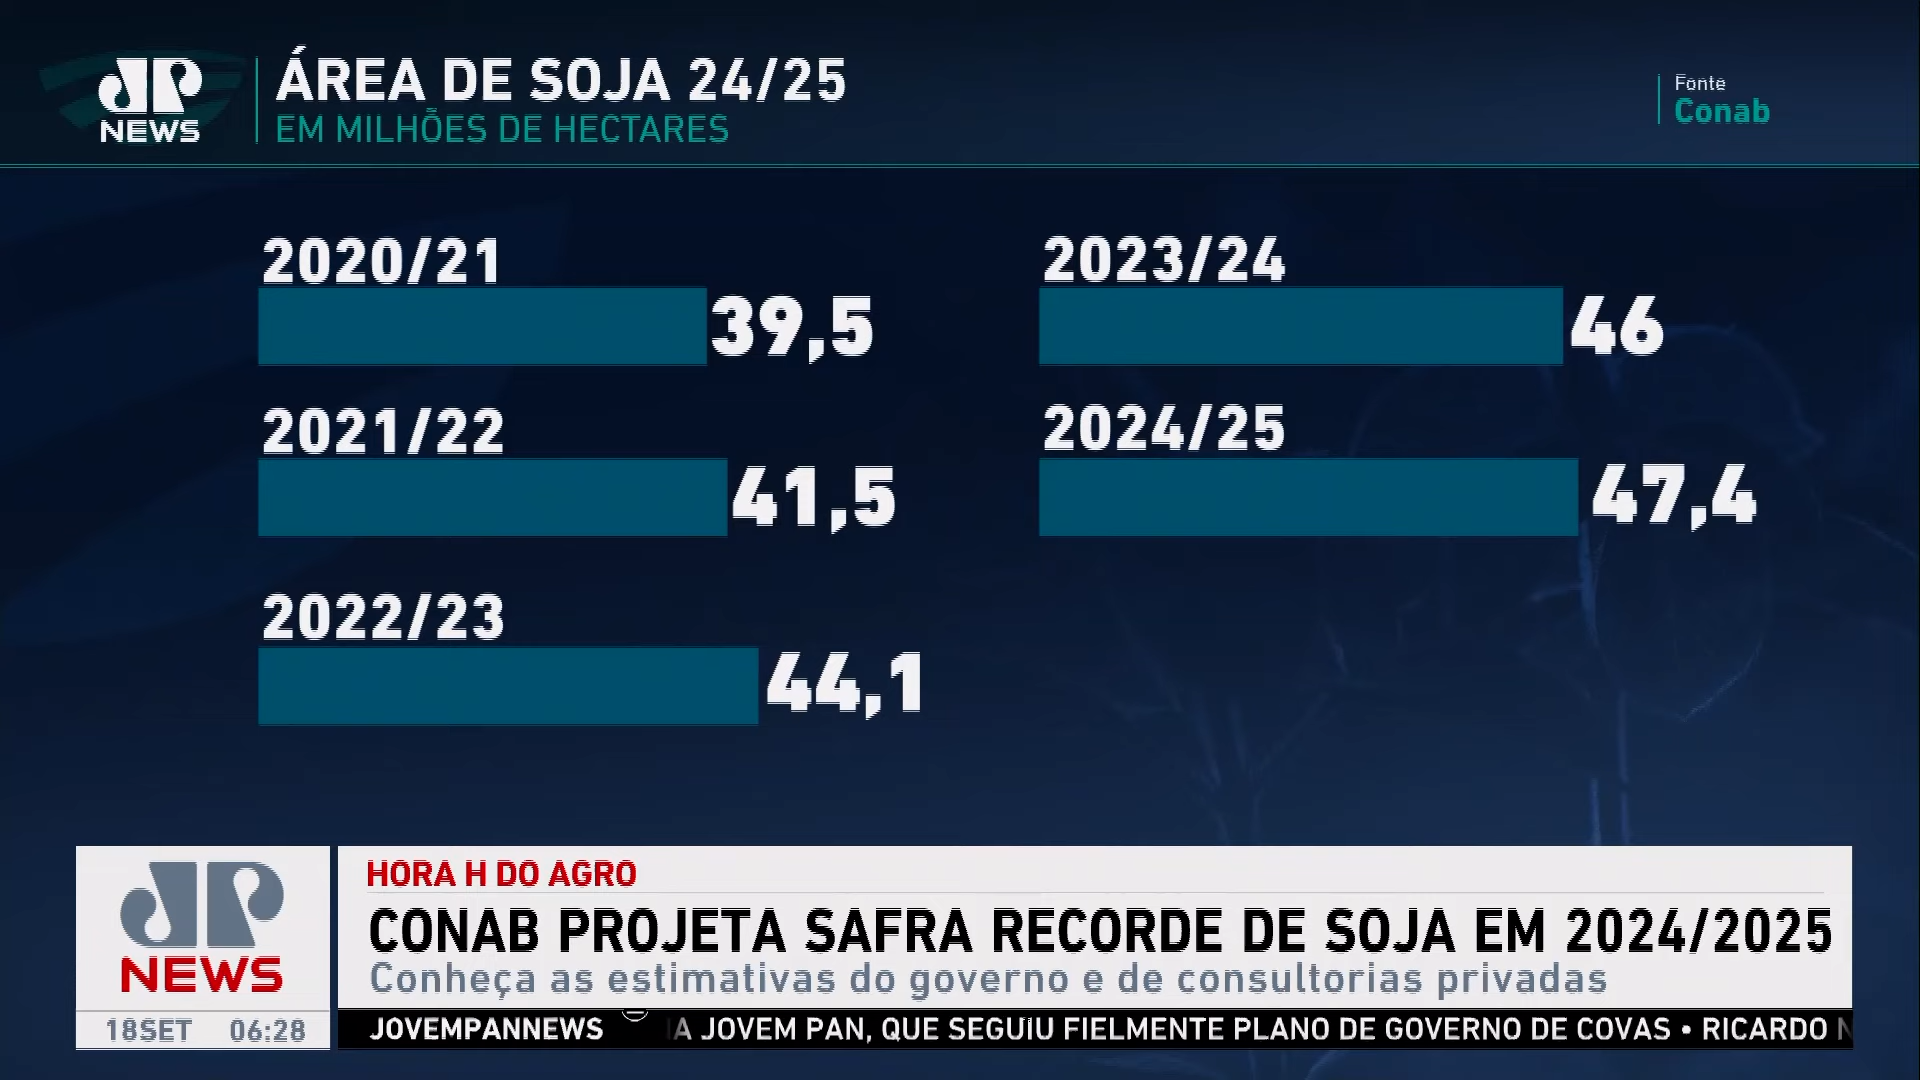 JP
NEWS
ÁREA DE SOJA 24/25
EM MILHÕES DE HECTARES
Fonte
Conab
2020/21
39,5
2021/22
41,5
2022/23
44,1
2023/24
46
2024/25
47,4
JP
NEWS
18SET 06:28
HORA H DO AGRO
CONAB PROJETA SAFRA RECORDE DE SOJA EM 2024/2025
Conheça as estimativas do governo e de consultorias privadas
JOVEMPANNEWS
JOVEM PAN, QUE SEGUIU FIELMENTE PLANO DE GOVERNO DE COVAS • RICARDO